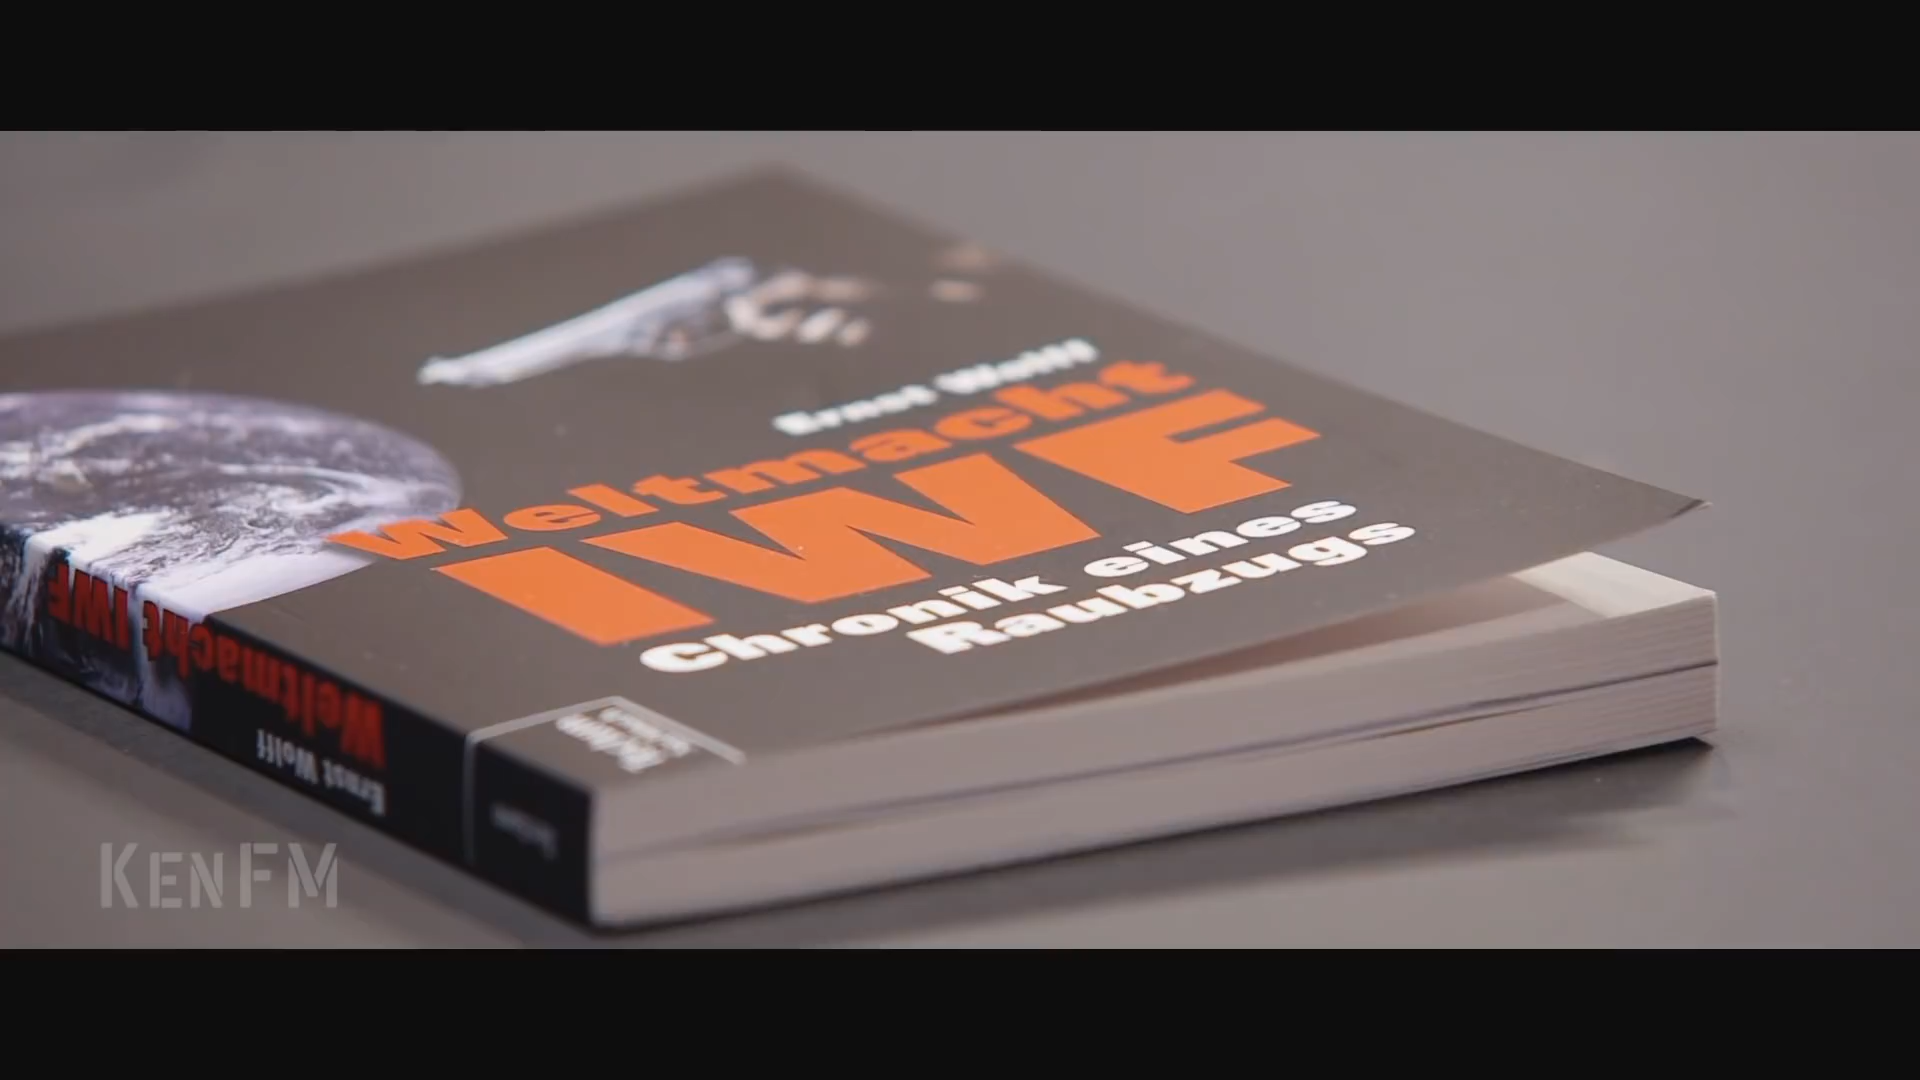 Ernst Wolff
Weltmacht
IWF
Chronik eines
Raubzugs
Weltmacht IWF
Ernst Wolff
KENFM